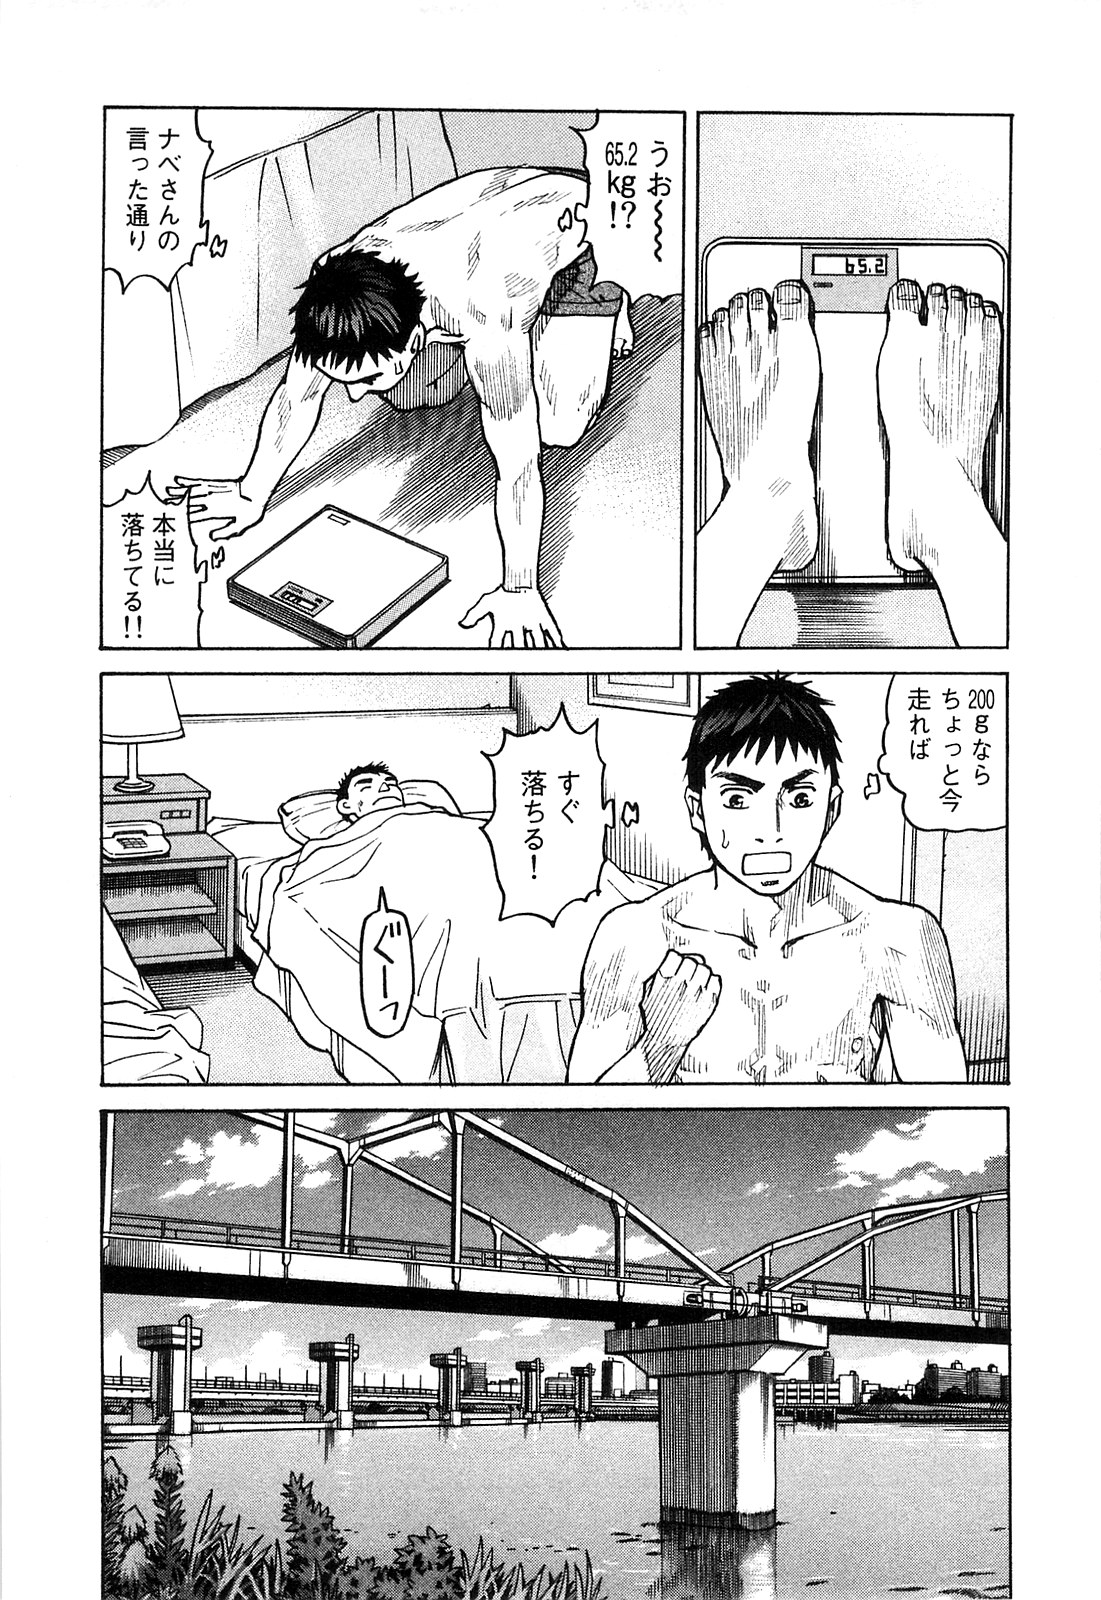 65.2
うお〜〜〜
65.2
kg!?
ナベさんの
言った通り
本当に
落ちてる!!
200gなら
ちょっと今
走れば
すぐ
落ちる!
ぐーっ